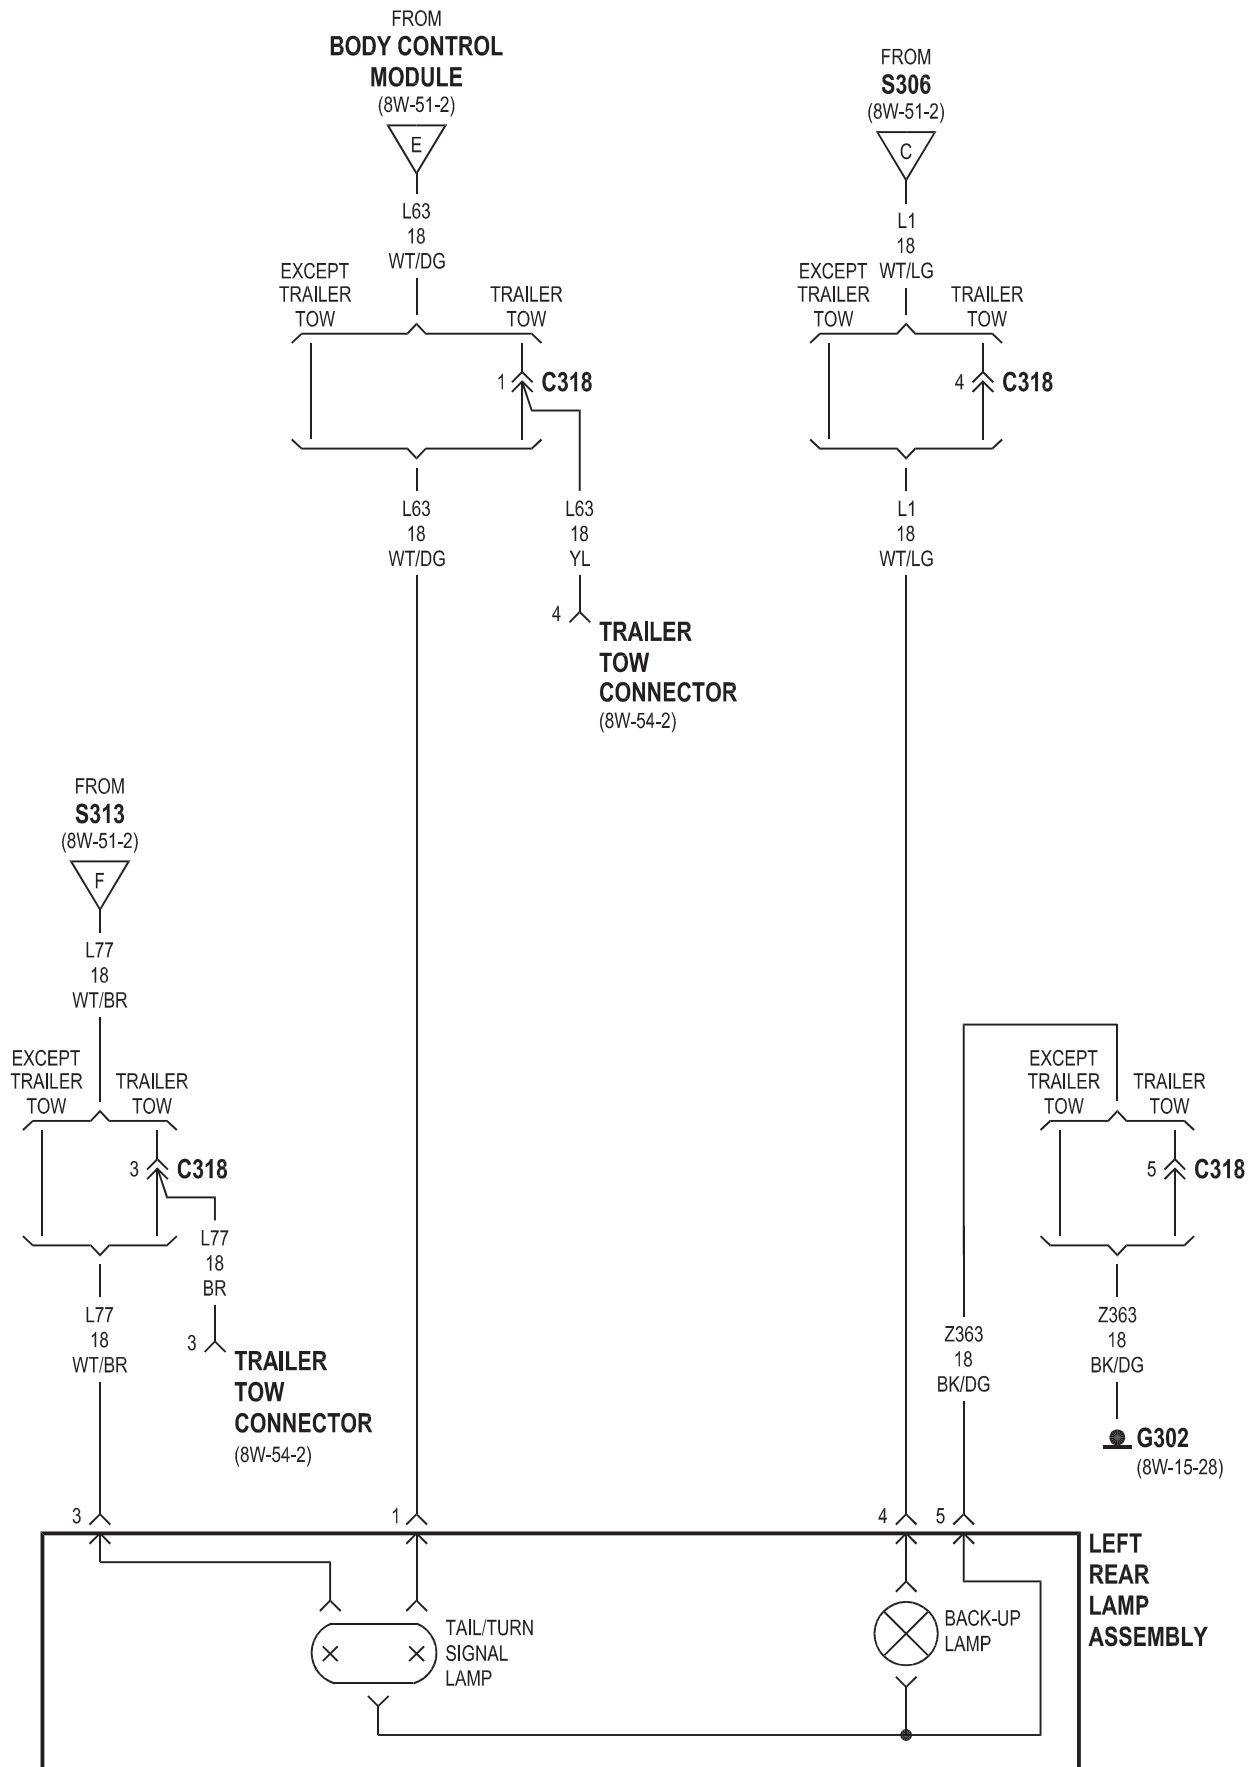 FROM
BODY CONTROL
MODULE
(8W-51-2)
E
L63
18
WT/DG
EXCEPT
TRAILER
TOW
TRAILER
TOW
1
C318
L63
18
WT/DG
L63
18
YL
4
TRAILER
TOW
CONNECTOR
(8W-54-2)
FROM
S306
(8W-51-2)
C
L1
18
WT/LG
EXCEPT
TRAILER
TOW
TRAILER
TOW
4
C318
L1
18
WT/LG
FROM
S313
(8W-51-2)
F
L77
18
WT/BR
EXCEPT
TRAILER
TOW
TRAILER
TOW
3
C318
L77
18
BR
L77
18
WT/BR
3
TRAILER
TOW
CONNECTOR
(8W-54-2)
EXCEPT
TRAILER
TOW
TRAILER
TOW
5
C318
Z363
18
BK/DG
Z363
18
BK/DG
G302
(8W-15-28)
3
1
4
5
LEFT
REAR
LAMP
ASSEMBLY
TAIL/TURN
SIGNAL
LAMP
BACK-UP
LAMP